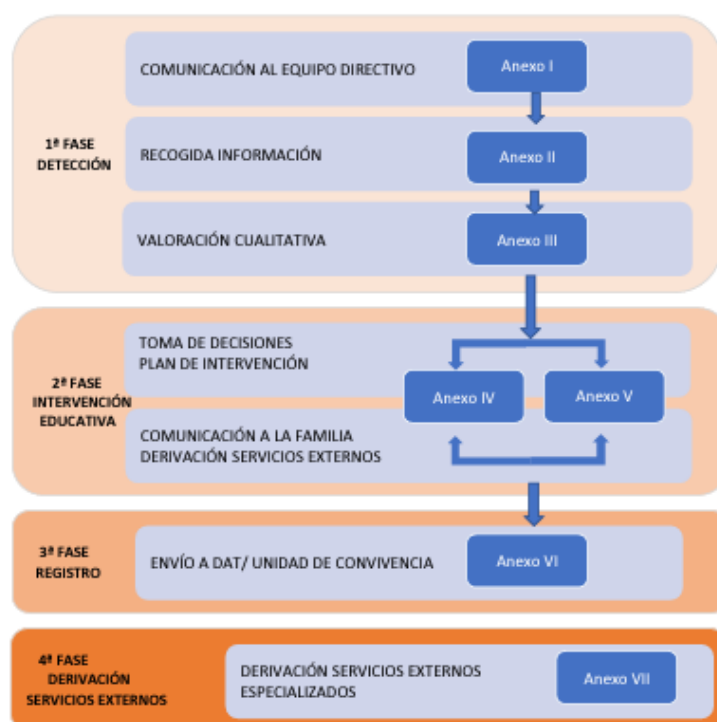 1ª FASE
DETECCIÓN
COMUNICACIÓN AL EQUIPO DIRECTIVO
Anexo I
RECOGIDA INFORMACIÓN
Anexo II
VALORACIÓN CUALITATIVA
Anexo III
2ª FASE
INTERVENCIÓN
EDUCATIVA
TOMA DE DECISIONES
PLAN DE INTERVENCIÓN
Anexo IV
Anexo V
COMUNICACIÓN A LA FAMILIA
DERIVACIÓN SERVICIOS EXTERNOS
3ª FASE
REGISTRO
ENVÍO A DAT/ UNIDAD DE CONVIVENCIA
Anexo VI
4ª FASE
DERIVACIÓN
SERVICIOS EXTERNOS
DERIVACIÓN SERVICIOS EXTERNOS
ESPECIALIZADOS
Anexo VII